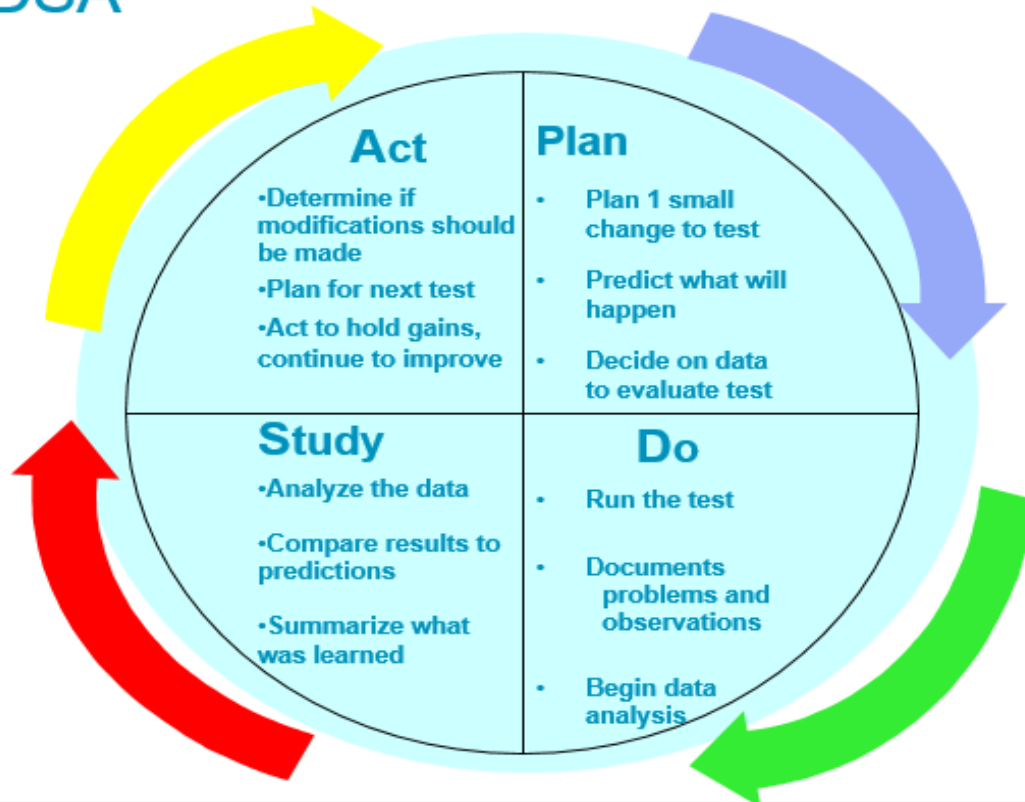 Act
•Determine if
modifications should
be made
•Plan for next test
•Act to hold gains,
continue to improve
Plan
• Plan 1 small
change to test
• Predict what will
happen
• Decide on data
to evaluate test
Study
•Analyze the data
•Compare results to
predictions
•Summarize what
was learned
Do
• Run the test
• Documents
problems and
observations
• Begin data
analysis